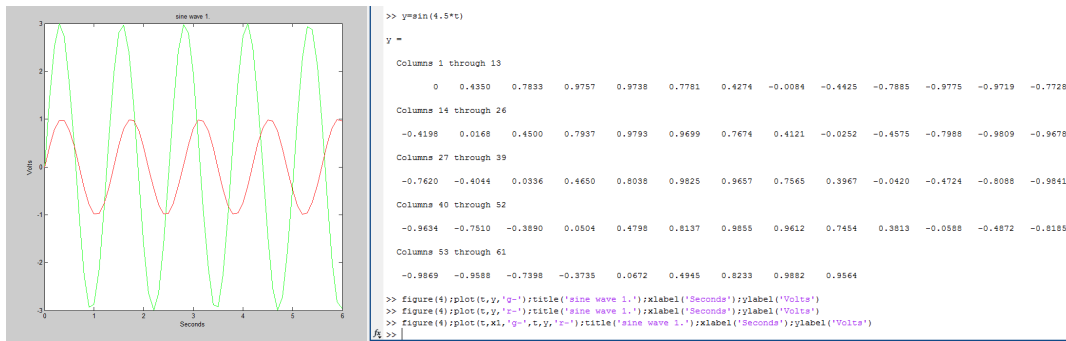 sine wave 1.
3
2
1
0
-1
-2
-3
0 1 2 3 4 5 6
Volts
Seconds
>> y=sin(4.5*t)
y =
Columns 1 through 13
0 0.4350 0.7833 0.9757 0.9738 0.7781 0.4274 -0.0084 -0.4425 -0.7885 -0.9775 -0.9719 -0.7728
Columns 14 through 26
-0.4198 0.0168 0.4500 0.7937 0.9793 0.9699 0.7674 0.4121 -0.0252 -0.4575 -0.7988 -0.9809 -0.9678
Columns 27 through 39
-0.7620 -0.4044 0.0336 0.4650 0.8038 0.9825 0.9657 0.7565 0.3967 -0.0420 -0.4724 -0.8088 -0.9841
Columns 40 through 52
-0.9634 -0.7510 -0.3890 0.0504 0.4798 0.8137 0.9855 0.9612 0.7454 0.3813 -0.0588 -0.4872 -0.8185
Columns 53 through 61
-0.9869 -0.9588 -0.7398 -0.3735 0.0672 0.4945 0.8233 0.9882 0.9564
>> figure(4);plot(t,y,'g-');title('sine wave 1.');xlabel('Seconds');ylabel('Volts')
>> figure(4);plot(t,y,'r-');title('sine wave 1.');xlabel('Seconds');ylabel('Volts')
>> figure(4);plot(t,x1,'g-',t,y,'r-');title('sine wave 1.');xlabel('Seconds');ylabel('Volts')
fx >>